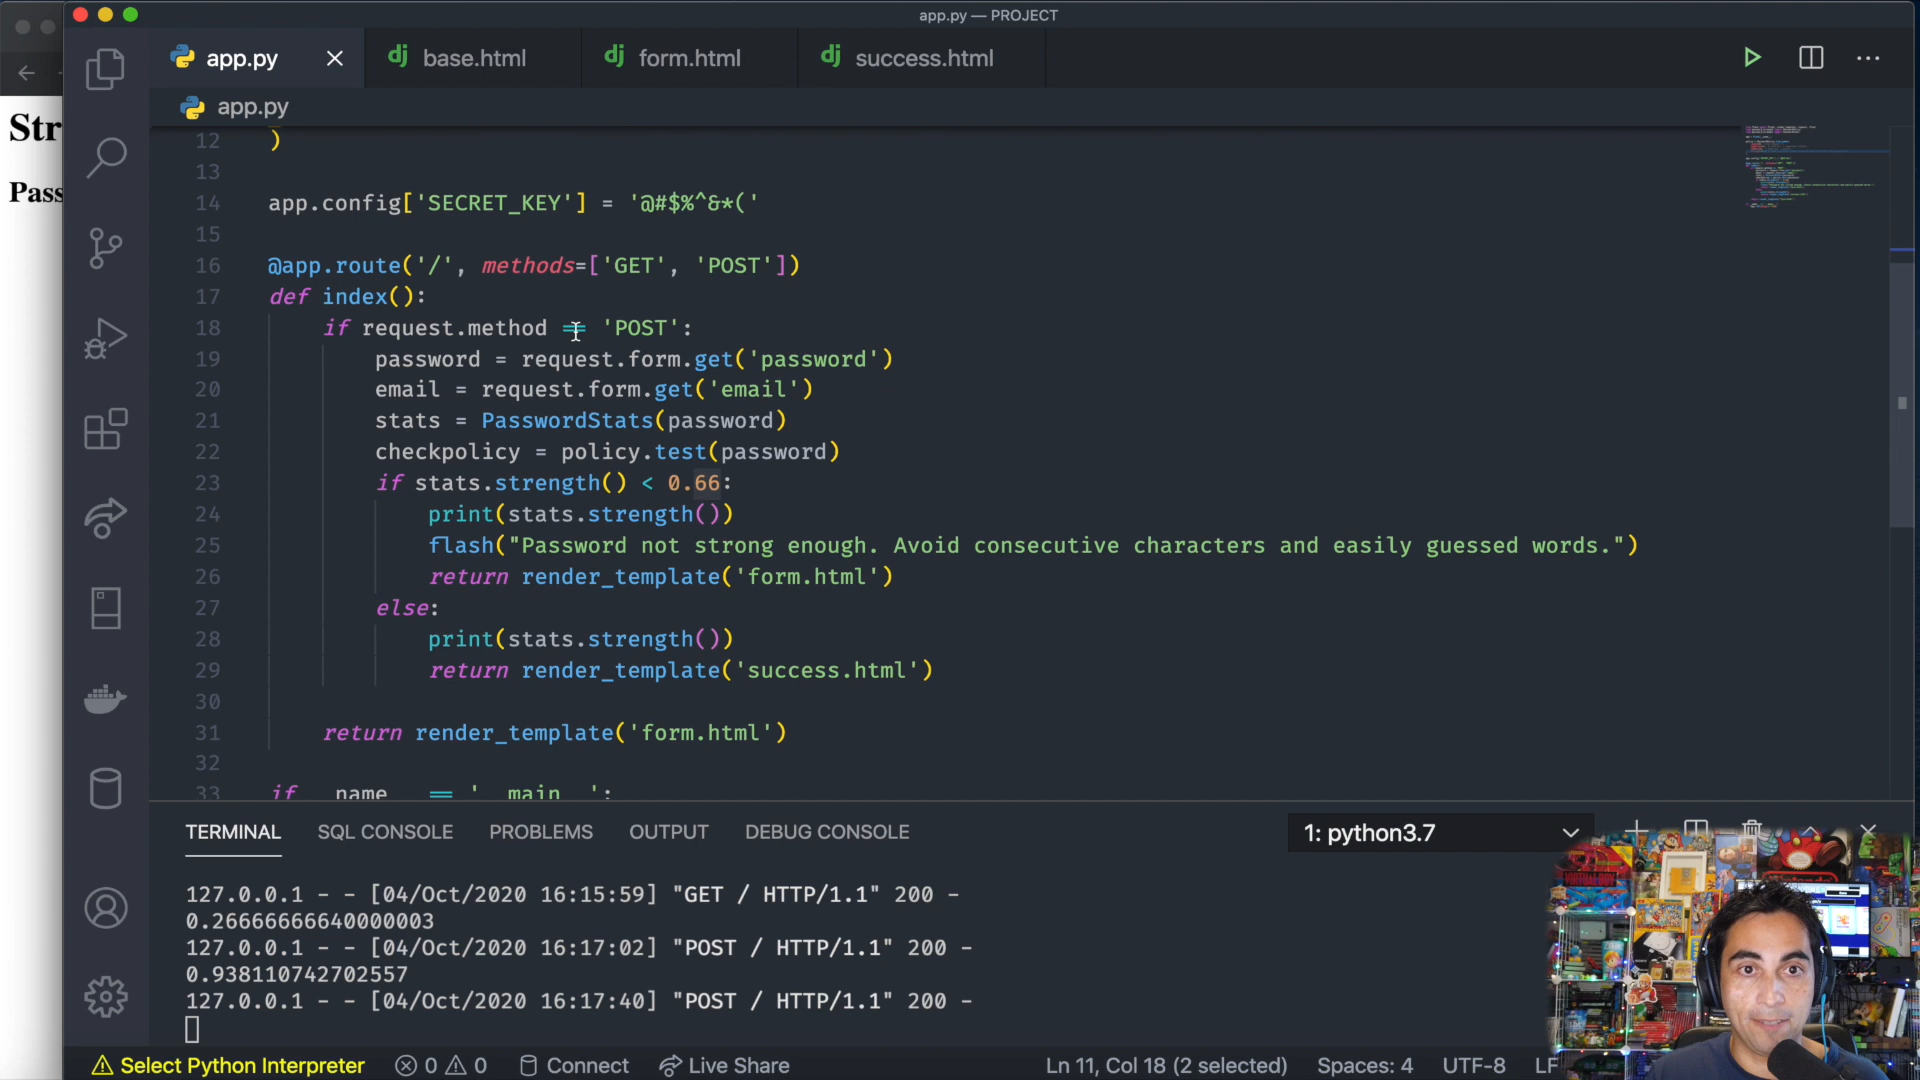 app.py — PROJECT
app.py
base.html
form.html
success.html
app.py
Str
Pass
12 )
13
14 app.config['SECRET_KEY'] = '@#$%^&*('
15
16 @app.route('/', methods=['GET', 'POST'])
17 def index():
18 if request.method == 'POST':
19 password = request.form.get('password')
20 email = request.form.get('email')
21 stats = PasswordStats(password)
22 checkpolicy = policy.test(password)
23 if stats.strength() < 0.66:
24 print(stats.strength())
25 flash("Password not strong enough. Avoid consecutive characters and easily guessed words.")
26 return render_template('form.html')
27 else:
28 print(stats.strength())
29 return render_template('success.html')
30
31 return render_template('form.html')
32
33 if __name__ == '__main__':
TERMINAL SQL CONSOLE PROBLEMS OUTPUT DEBUG CONSOLE
1: python3.7
127.0.0.1 - - [04/Oct/2020 16:15:59] "GET / HTTP/1.1" 200 -
0.26666666640000003
127.0.0.1 - - [04/Oct/2020 16:17:02] "POST / HTTP/1.1" 200 -
0.938110742702557
127.0.0.1 - - [04/Oct/2020 16:17:40] "POST / HTTP/1.1" 200 -
Select Python Interpreter 0 0 Connect Live Share Ln 11, Col 18 (2 selected) Spaces: 4 UTF-8 LF